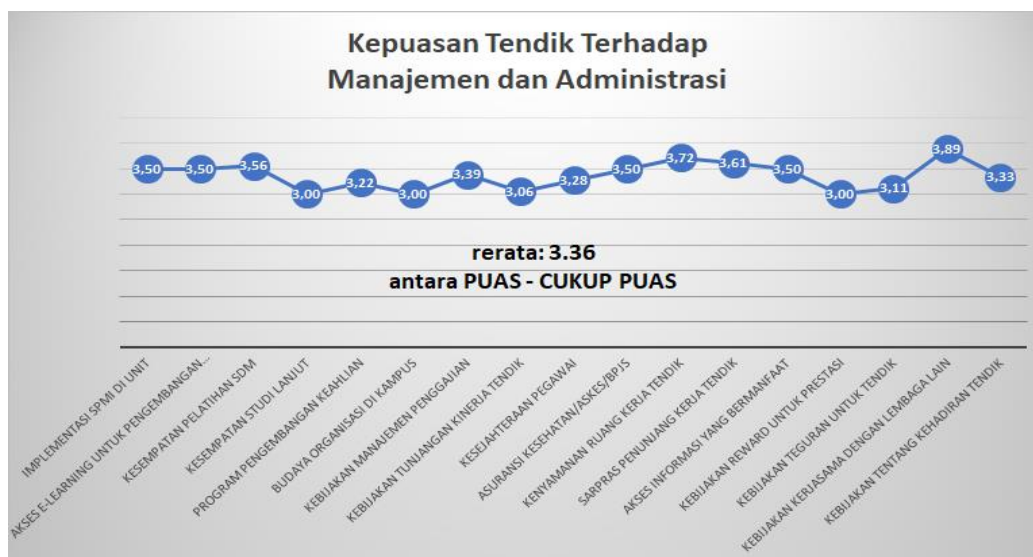 Kepuasan Tendik Terhadap
Manajemen dan Administrasi
3,50
3,50
3,56
3,00
3,22
3,00
3,39
3,06
3,28
3,50
3,72
3,61
3,50
3,00
3,11
3,89
3,33
rerata: 3.36
antara PUAS - CUKUP PUAS
IMPLEMENTASI SPMI DI UNIT
AKSES E-LEARNING UNTUK PENGEMBANGAN...
KESEMPATAN PELATIHAN SDM
KESEMPATAN STUDI LANJUT
PROGRAM PENGEMBANGAN KEAHLIAN
BUDAYA ORGANISASI DI KAMPUS
KEBIJAKAN MANAJEMEN PENGGAJIAN
KEBIJAKAN TUNJANGAN KINERJA TENDIK
KESEJAHTERAAN PEGAWAI
ASURANSI KESEHATAN/ASKES/BPJS
KENYAMANAN RUANG KERJA TENDIK
SARPRAS PENUNJANG KERJA TENDIK
AKSES INFORMASI YANG BERMANFAAT
KEBIJAKAN REWARD UNTUK PRESTASI
KEBIJAKAN TEGURAN UNTUK TENDIK
KEBIJAKAN KERJASAMA DENGAN LEMBAGA LAIN
KEBIJAKAN TENTANG KEHADIRAN TENDIK